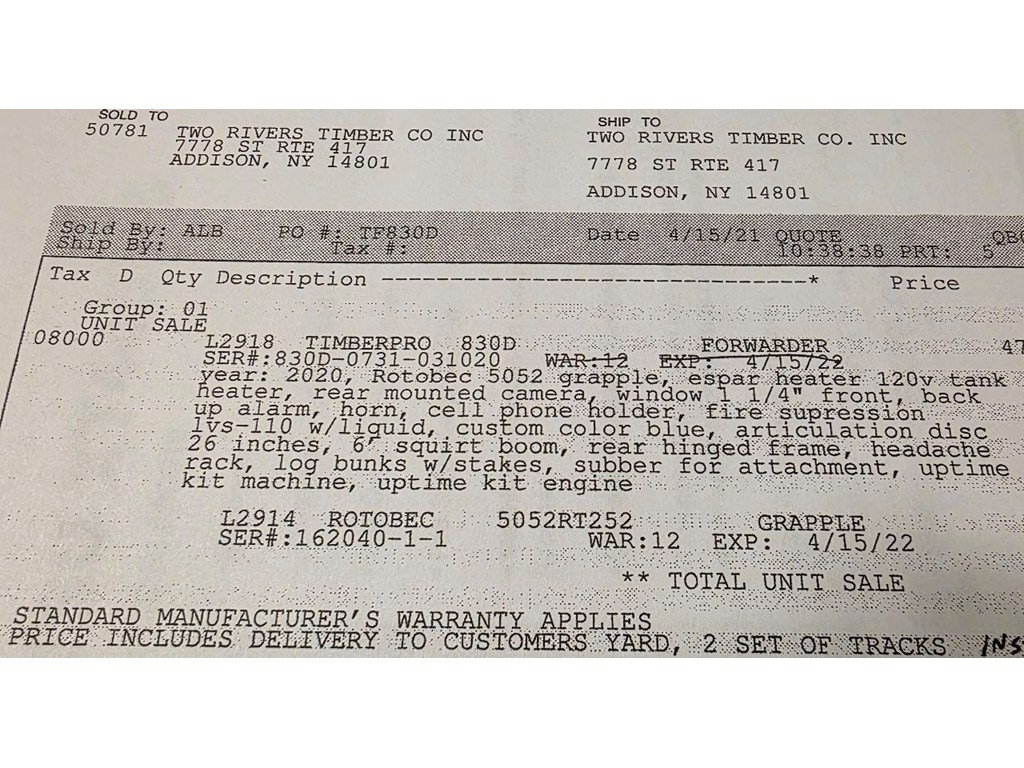 SOLD TO
50781 TWO RIVERS TIMBER CO INC
7778 ST RTE 417
ADDISON, NY 14801
SHIP TO
TWO RIVERS TIMBER CO. INC
7778 ST RTE 417
ADDISON, NY 14801
Sold By: ALB PO #: TF830D Date 4/15/21 QUOTE
Ship By: Tax #: 10:38:38 PRT: 5
Tax D Qty Description -------------------------------* Price
Group: 01
UNIT SALE
08000 L2918 TIMBERPRO 830D FORWARDER 47
SER#:830D-0731-031020 WAR:12 EXP: 4/15/22
year: 2020, Rotobec 5052 grapple, espar heater 120v tank
heater, rear mounted camera, window 1 1/4" front, back
up alarm, horn, cell phone holder, fire supression
lvs-110 w/liquid, custom color blue, articulation disc
26 inches, 6" squirt boom, rear hinged frame, headache
rack, log bunks w/stakes, subber for attachment, uptime
kit machine, uptime kit engine
L2914 ROTOBEC 5052RT252 GRAPPLE
SER#:162040-1-1 WAR:12 EXP: 4/15/22
** TOTAL UNIT SALE
STANDARD MANUFACTURER'S WARRANTY APPLIES
PRICE INCLUDES DELIVERY TO CUSTOMERS YARD, 2 SET OF TRACKS INS